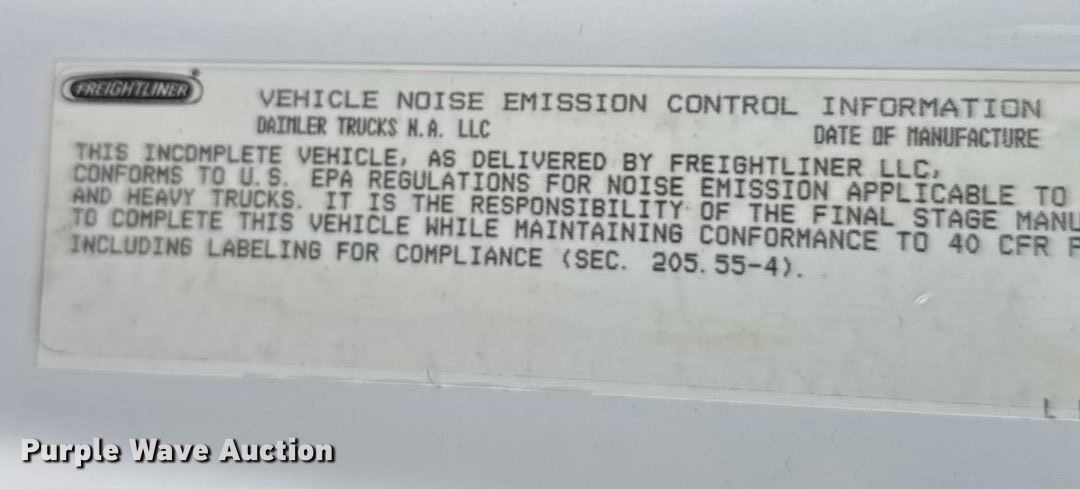 FREIGHTLINER
VEHICLE NOISE EMISSION CONTROL INFORMATION
DAIMLER TRUCKS N.A. LLC DATE OF MANUFACTURE
THIS INCOMPLETE VEHICLE, AS DELIVERED BY FREIGHTLINER LLC,
CONFORMS TO U.S. EPA REGULATIONS FOR NOISE EMISSION APPLICABLE TO
AND HEAVY TRUCKS. IT IS THE RESPONSIBILITY OF THE FINAL STAGE MANU
TO COMPLETE THIS VEHICLE WHILE MAINTAINING CONFORMANCE TO 40 CFR P
INCLUDING LABELING FOR COMPLIANCE (SEC. 205.55-4).
Purple Wave Auction